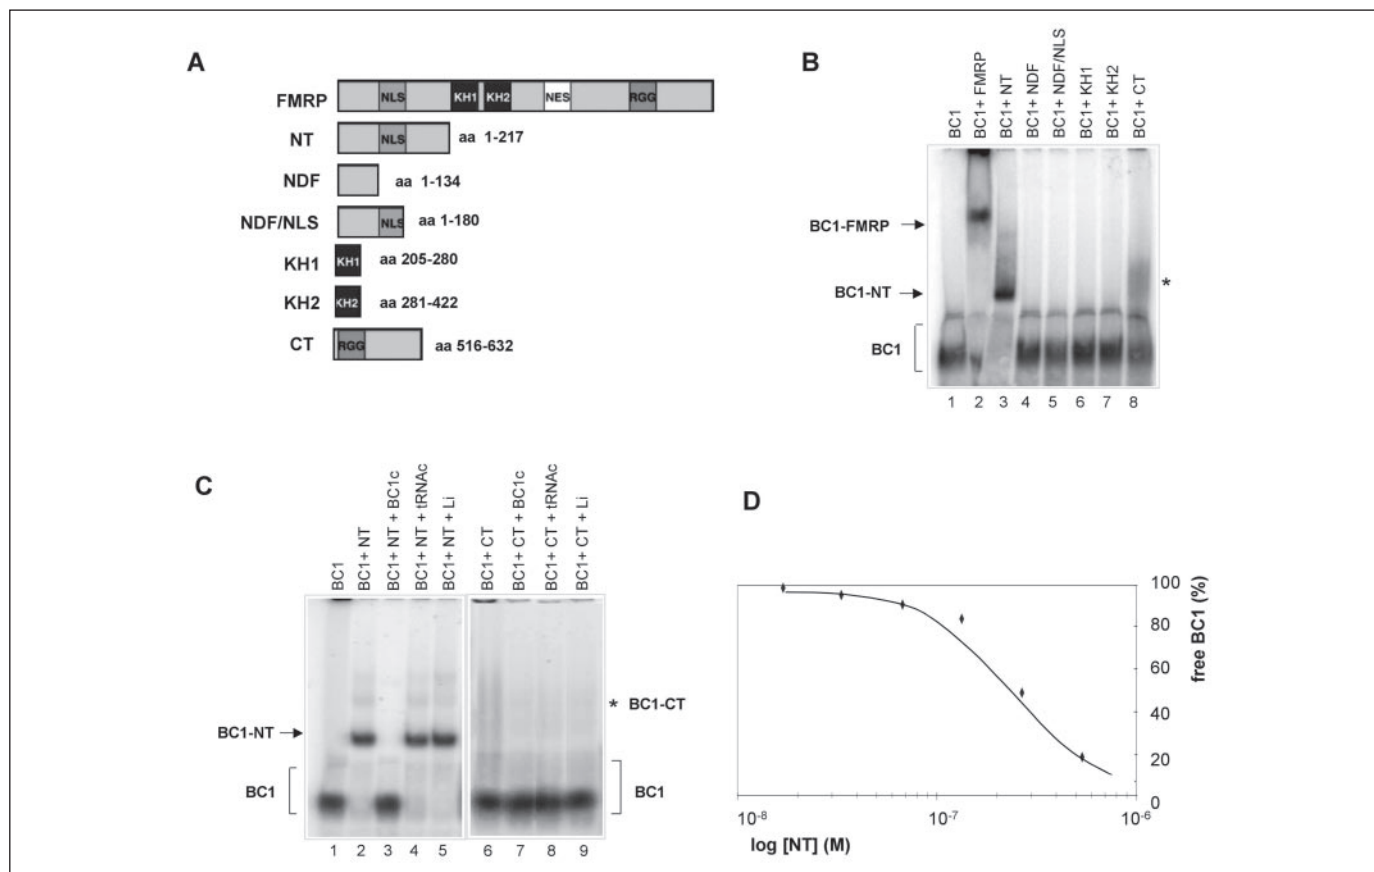 A
FMRP
NLS
KH1
KH2
NES
RGG
NT
NLS
aa 1-217
NDF
aa 1-134
NDF/NLS
NLS
aa 1-180
KH1
KH1
aa 205-280
KH2
KH2
aa 281-422
CT
RGG
aa 516-632
B
BC1
BC1+ FMRP
BC1+ NT
BC1+ NDF
BC1+ NDF/NLS
BC1+ KH1
BC1+ KH2
BC1+ CT
BC1-FMRP
BC1-NT
*
BC1
1 2 3 4 5 6 7 8
C
BC1
BC1+ NT
BC1+ NT + BC1c
BC1+ NT + tRNAc
BC1+ NT + Li
BC1+ CT
BC1+ CT + BC1c
BC1+ CT + tRNAc
BC1+ CT + Li
* BC1-CT
BC1-NT
BC1
BC1
1 2 3 4 5 6 7 8 9
D
100
80
60
40
20
0
free BC1 (%)
10-8
10-7
10-6
log [NT] (M)